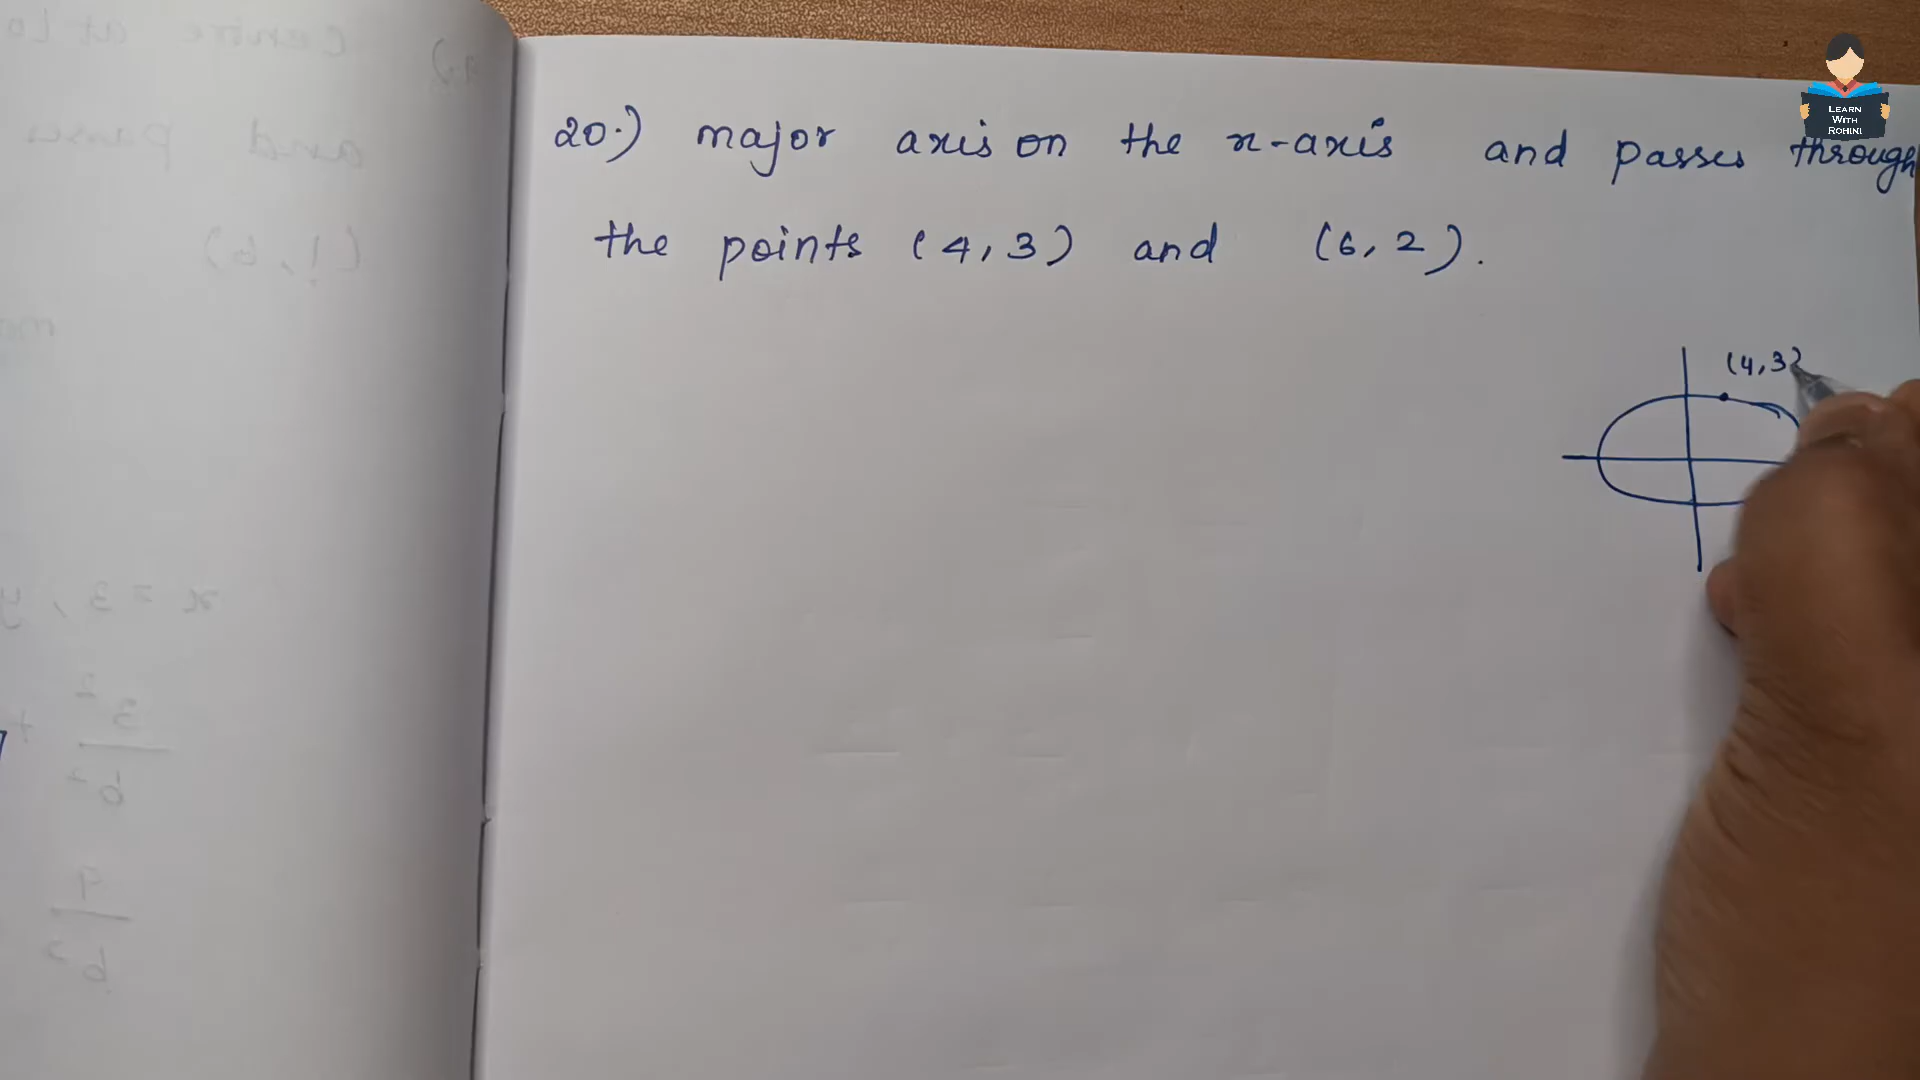 20.) major axis on the x-axis and passes through
the points (4,3) and (6,2).
(4,3)
LEARN
WITH
ROHINI